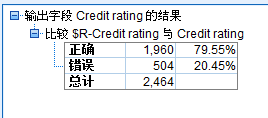 输出字段 Credit rating 的结果
比较 $R-Credit rating 与 Credit rating
正确 1,960 79.55%
错误 504 20.45%
总计 2,464